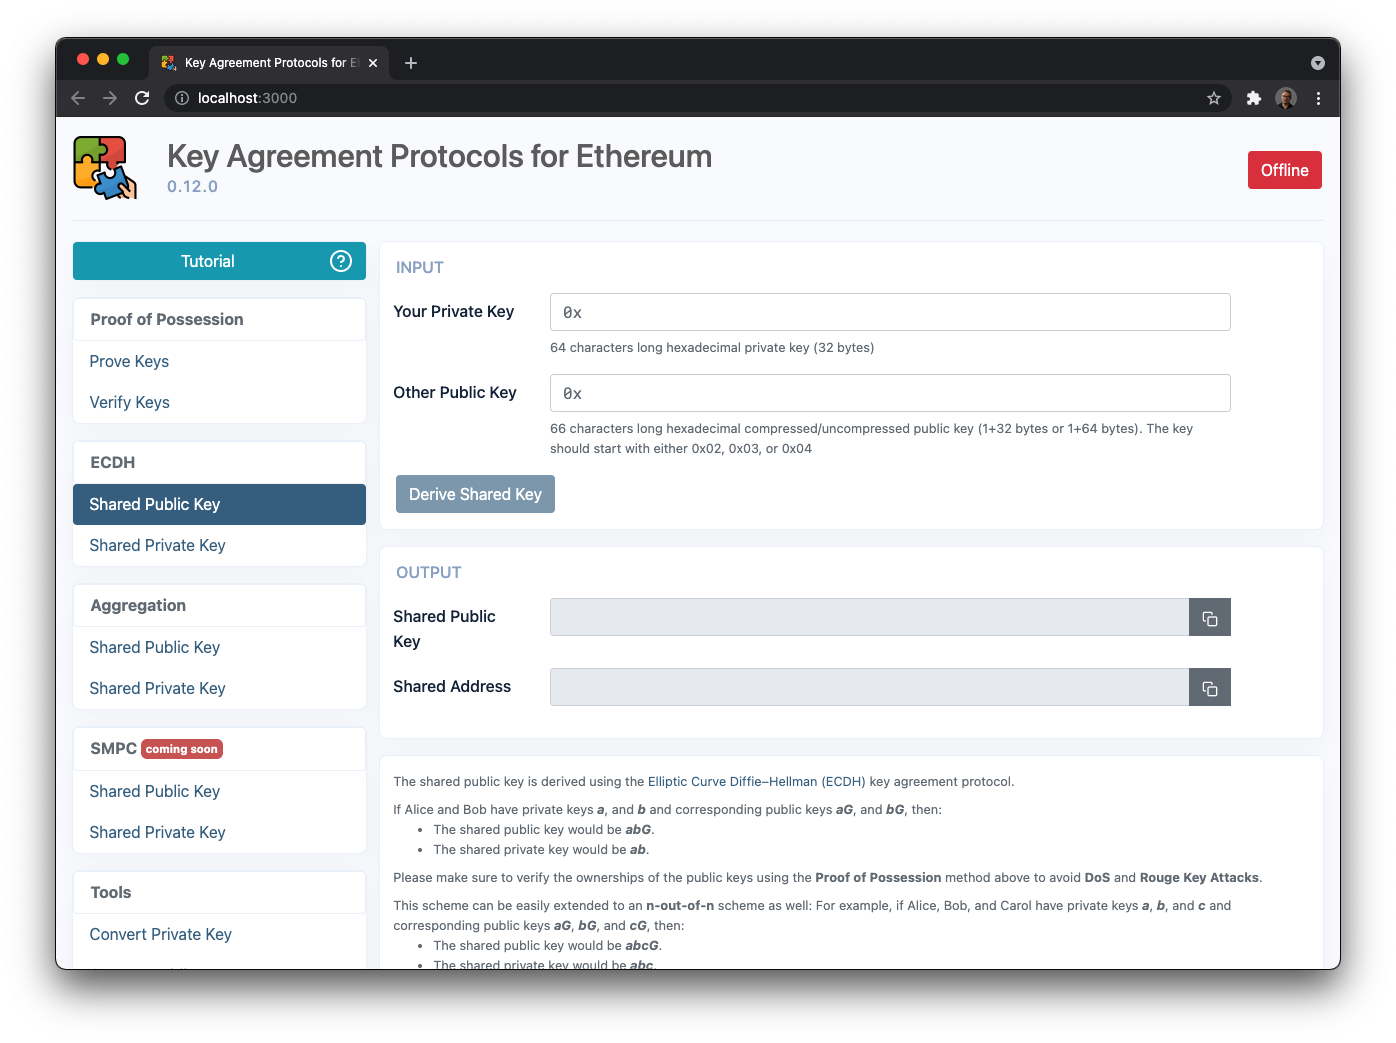 Key Agreement Protocols for E
localhost:3000
Key Agreement Protocols for Ethereum
0.12.0
Offline
Tutorial
Proof of Possession
Prove Keys
Verify Keys
ECDH
Shared Public Key
Shared Private Key
Aggregation
Shared Public Key
Shared Private Key
SMPC coming soon
Shared Public Key
Shared Private Key
Tools
Convert Private Key
INPUT
Your Private Key
0x
64 characters long hexadecimal private key (32 bytes)
Other Public Key
0x
66 characters long hexadecimal compressed/uncompressed public key (1+32 bytes or 1+64 bytes). The key
should start with either 0x02, 0x03, or 0x04
Derive Shared Key
OUTPUT
Shared Public
Key
Shared Address
The shared public key is derived using the Elliptic Curve Diffie–Hellman (ECDH) key agreement protocol.
If Alice and Bob have private keys a, and b and corresponding public keys aG, and bG, then:
• The shared public key would be abG.
• The shared private key would be ab.
Please make sure to verify the ownerships of the public keys using the Proof of Possession method above to avoid DoS and Rouge Key Attacks.
This scheme can be easily extended to an n-out-of-n scheme as well: For example, if Alice, Bob, and Carol have private keys a, b, and c and
corresponding public keys aG, bG, and cG, then:
• The shared public key would be abcG.
• The shared private key would be abc.